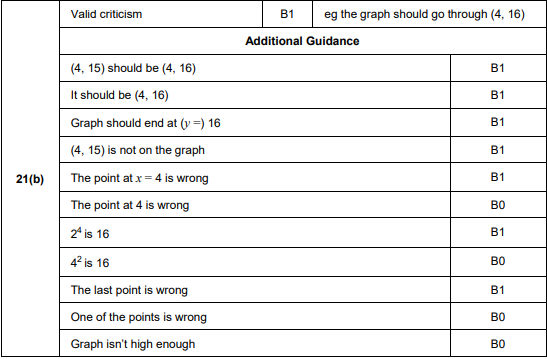 Valid criticism B1 eg the graph should go through (4, 16)
Additional Guidance
(4, 15) should be (4, 16) B1
It should be (4, 16) B1
Graph should end at (y =) 16 B1
(4, 15) is not on the graph B1
21(b)
The point at x = 4 is wrong B1
The point at 4 is wrong B0
2⁴ is 16 B1
4² is 16 B0
The last point is wrong B1
One of the points is wrong B0
Graph isn't high enough B0